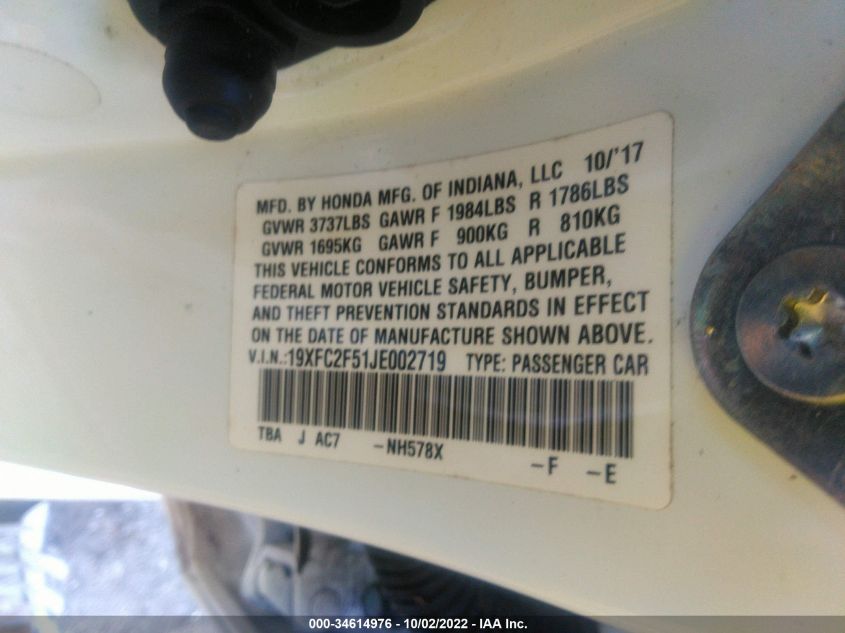 MFD. BY HONDA MFG. OF INDIANA, LLC 10/'17
GVWR 3737LBS GAWR F 1984LBS R 1786LBS
GVWR 1695KG GAWR F 900KG R 810KG
THIS VEHICLE CONFORMS TO ALL APPLICABLE
FEDERAL MOTOR VEHICLE SAFETY, BUMPER,
AND THEFT PREVENTION STANDARDS IN EFFECT
ON THE DATE OF MANUFACTURE SHOWN ABOVE.
V.I.N.:19XFC2F51JE002719 TYPE: PASSENGER CAR
TBA J AC7 -NH578X -F -E
000-34614976 - 10/02/2022 - IAA Inc.